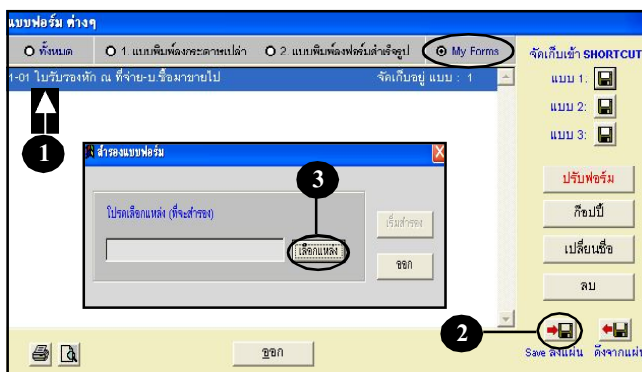 แบบฟอร์ม ต่างๆ
ทั้งหมด 1. แบบพิมพ์ลงกระดาษเปล่า 2. แบบพิมพ์ลงฟอร์มสำเร็จรูป My Forms
จัดเก็บเข้า SHORTCUT
1-01 ใบรับรองหัก ณ ที่จ่าย-บ.ซื้อมาขายไป จัดเก็บอยู่ แบบ : 1
แบบ 1.
แบบ 2:
แบบ 3:
1
สำรองแบบฟอร์ม
3
โปรดเลือกแหล่ง (ที่จะสำรอง)
เลือกแหล่ง
เริ่มสำรอง
ออก
ปรับฟอร์ม
ก๊อปปี้
เปลี่ยนชื่อ
ลบ
2
Save ลงแผ่น ดึงจากแผ่น
ออก